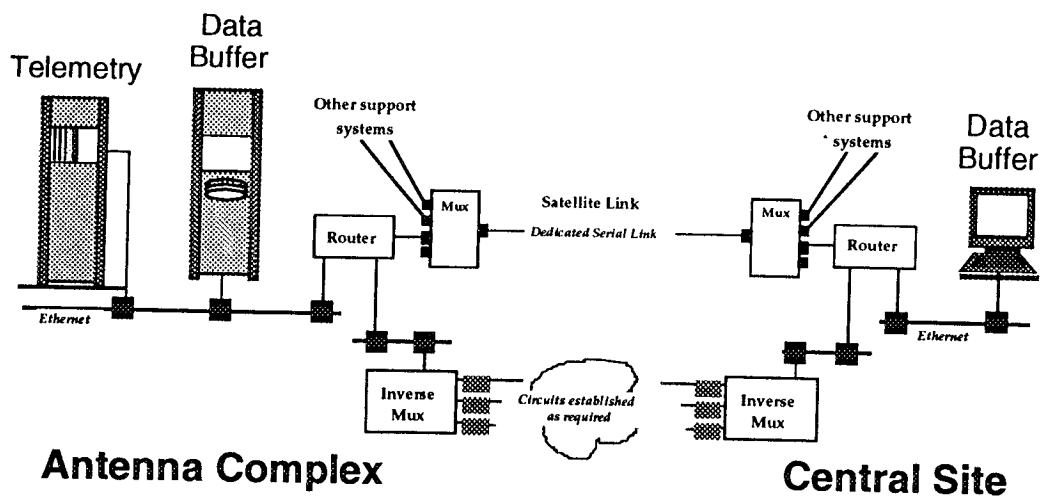 Telemetry
Data
Buffer
Other support
systems
Mux
Router
Ethernet
Satellite Link
Dedicated Serial Link
Other support
systems
Mux
Router
Data
Buffer
Ethernet
Inverse
Mux
Circuits established
as required
Inverse
Mux
Antenna Complex
Central Site